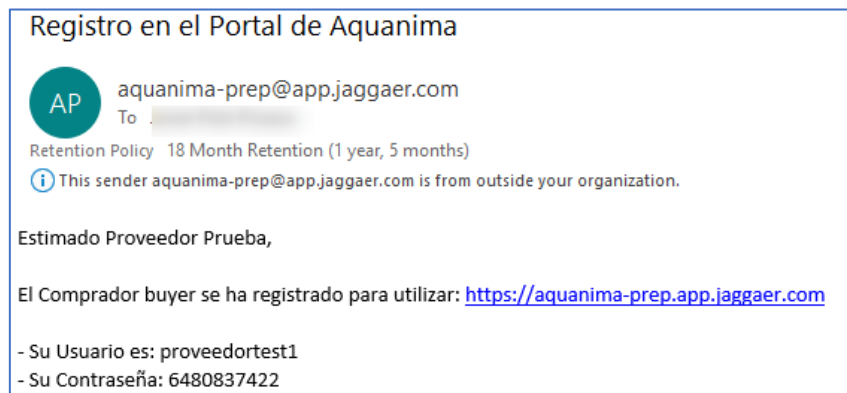 Registro en el Portal de Aquanima
AP
aquanima-prep@app.jaggaer.com
To
Retention Policy 18 Month Retention (1 year, 5 months)
i This sender aquanima-prep@app.jaggaer.com is from outside your organization.
Estimado Proveedor Prueba,
El Comprador buyer se ha registrado para utilizar: https://aquanima-prep.app.jaggaer.com
- Su Usuario es: proveedortest1
- Su Contraseña: 6480837422